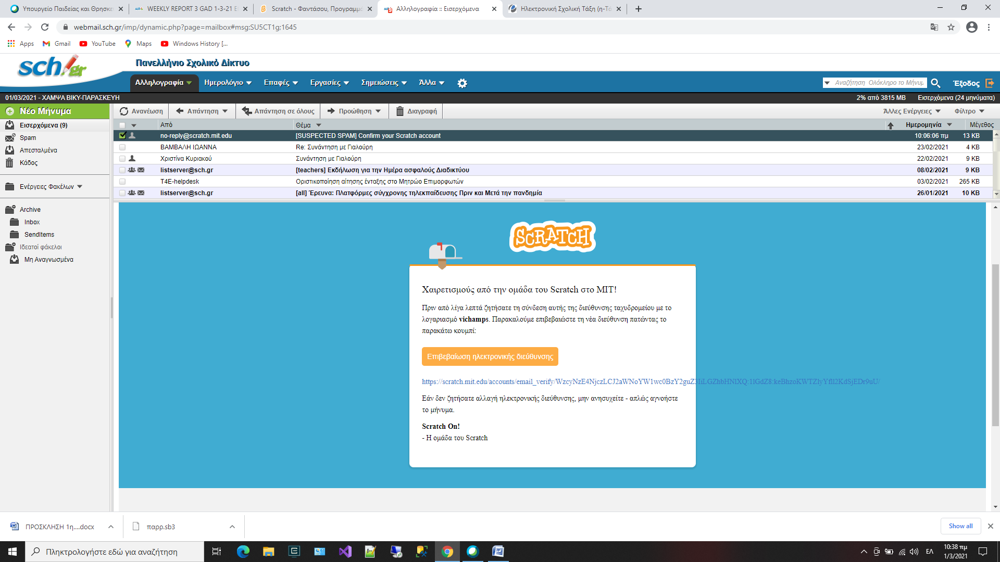 Υπουργείο Παιδείας και Θρησκε
WEEKLY REPORT 3 GAD 1-3-21
Scratch - Φαντάσου, Προγραμμα
Αλληλογραφία :: Εισερχόμενα
Ηλεκτρονική Σχολική Τάξη (η-Τά
webmail.sch.gr/imp/dynamic.php?page=mailbox#msg:SU5CT1g;1645
Apps
Gmail
YouTube
Maps
Windows History [...
sch.gr
Πανελλήνιο Σχολικό Δίκτυο
Αλληλογραφία
Ημερολόγιο
Επαφές
Εργασίες
Σημειώσεις
Άλλα
Αναζήτηση Ολόκληρο το Μήνυμ
Έξοδος
01/03/2021 - ΧΑΜΨΑ ΒΙΚΥ-ΠΑΡΑΣΚΕΥΗ
2% από 3815 MB
Εισερχόμενα (24 μηνύματα)
Νέο Μήνυμα
Ανανέωση
Απάντηση
Απάντηση σε όλους
Προώθηση
Διαγραφή
Άλλες Ενέργειες
Φίλτρο
Εισερχόμενα (9)
Spam
Απεσταλμένα
Κάδος
Ενέργειες Φακέλων
Archive
Inbox
SendItems
Ιδεατοί φάκελοι
Μη Αναγνωσμένα
Από Θέμα Ημερομηνία Μέγεθος
no-reply@scratch.mit.edu [SUSPECTED SPAM] Confirm your Scratch account 10:06:06 πμ 13 KB
ΒΑΜΒΑΛΗ ΙΩΑΝΝΑ Re: Συνάντηση με Γιαλούρη 23/02/2021 4 KB
Χριστίνα Κυριακού Συνάντηση με Γιαλούρη 22/02/2021 9 KB
listserver@sch.gr [teachers] Εκδήλωση για την Ημέρα ασφαλούς Διαδικτύου 08/02/2021 9 KB
T4E-helpdesk Οριστικοποίηση αίτησης ένταξης στο Μητρώο Επιμορφωτών 03/02/2021 265 KB
listserver@sch.gr [all] Έρευνα: Πλατφόρμες σύγχρονης τηλεκπαίδευσης Πριν και Μετά την πανδημία 26/01/2021 10 KB
SCRATCH
Χαιρετισμούς από την ομάδα του Scratch στο MIT!
Πριν από λίγα λεπτά ζητήσατε τη σύνδεση αυτής της διεύθυνσης ταχυδρομείου με το
λογαριασμό vichamps. Παρακαλούμε επιβεβαιώστε τη νέα διεύθυνση πατώντας το
παρακάτω κουμπί:
Επιβεβαίωση ηλεκτρονικής διεύθυνσης
Εάν δεν ζητήσατε αλλαγή ηλεκτρονικής διεύθυνσης, μην ανησυχείτε - απλώς αγνοήστε
το μήνυμα.
Scratch On!
- Η ομάδα του Scratch
ΠΡΟΣΚΛΗΣΗ 1η....docx
παρρ.sb3
Show all
Πληκτρολογήστε εδώ για αναζήτηση
ΕΛ
10:38 πμ
1/3/2021